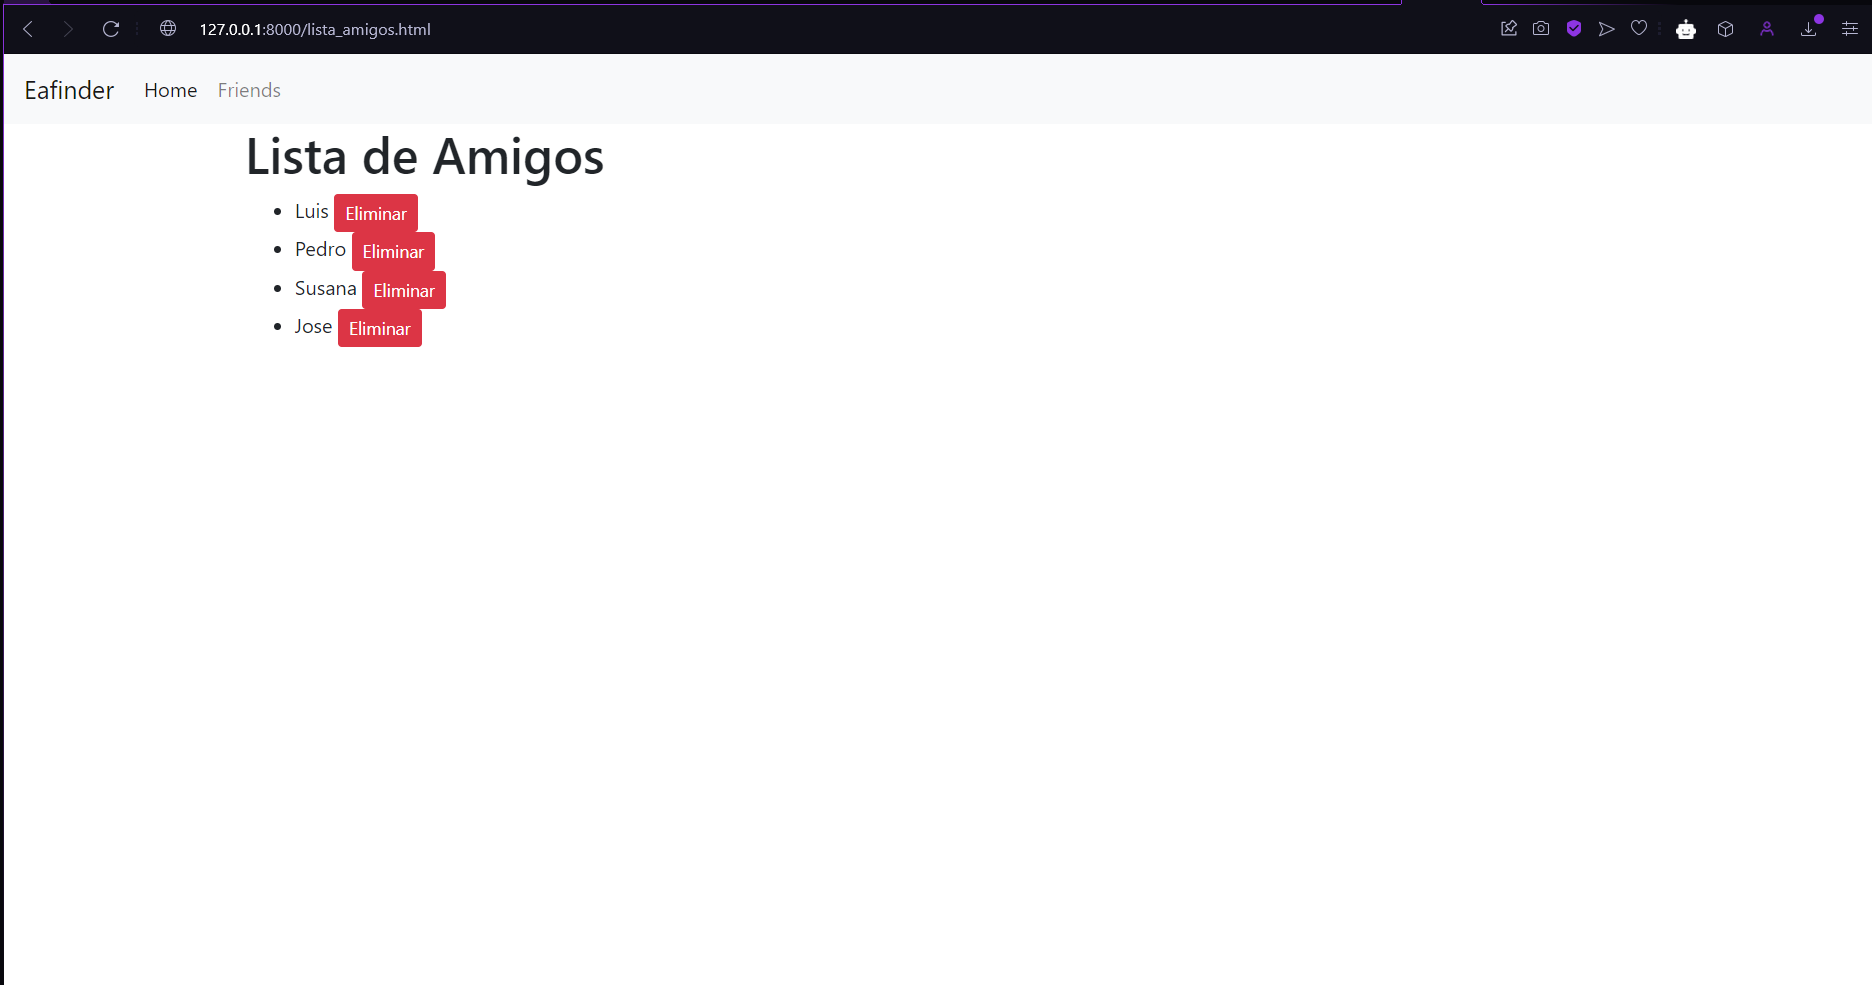 127.0.0.1:8000/lista_amigos.html
Eafinder Home Friends
Lista de Amigos
Luis Eliminar
Pedro Eliminar
Susana Eliminar
Jose Eliminar